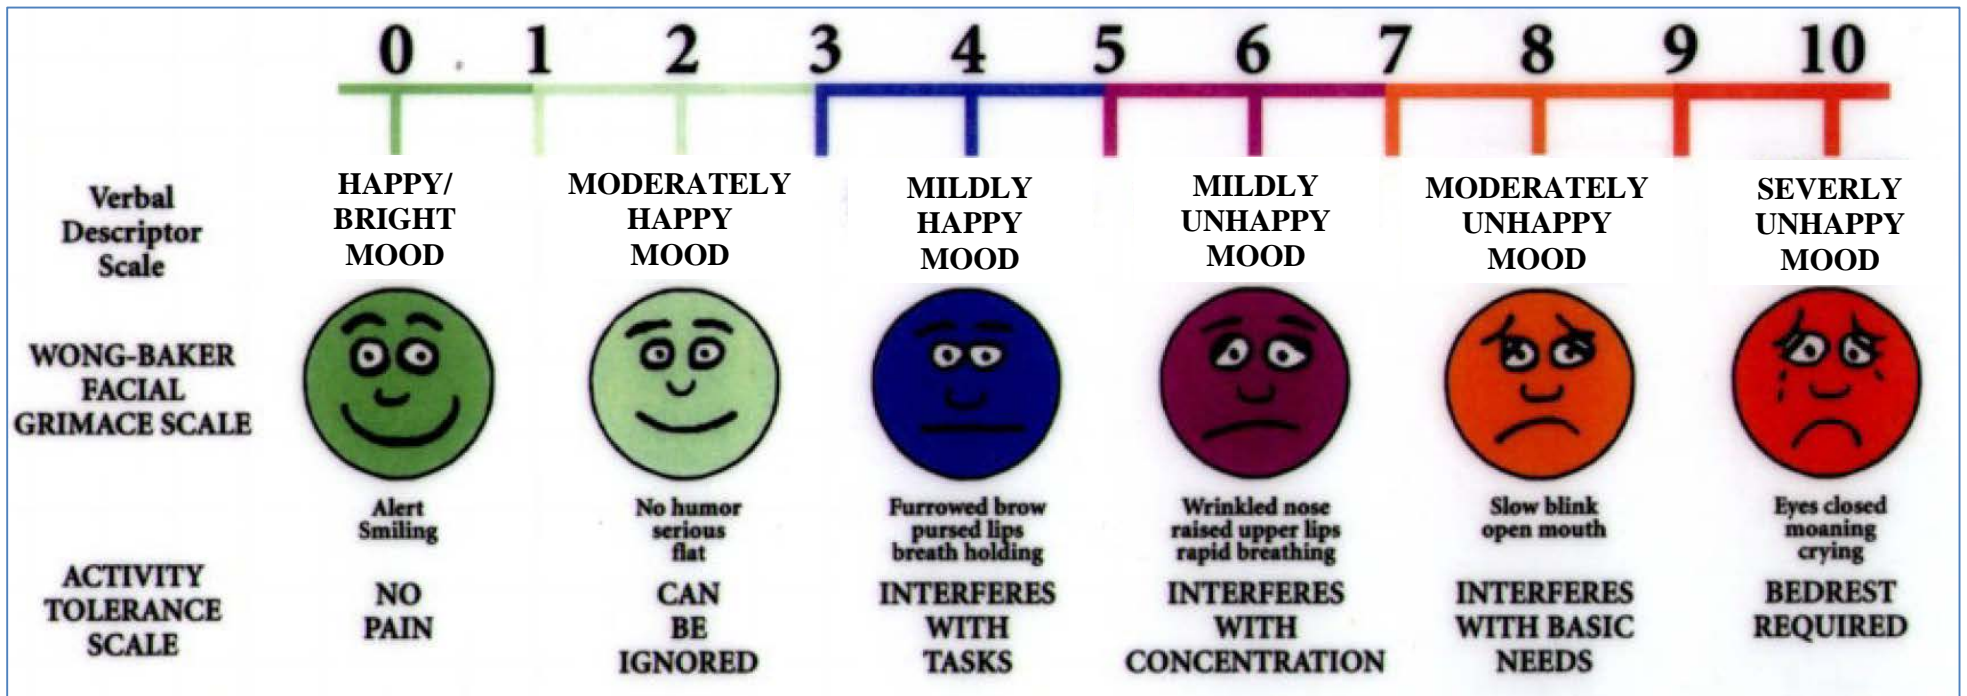 0 1 2 3 4 5 6 7 8 9 10
Verbal
Descriptor
Scale
HAPPY/
BRIGHT
MOOD
MODERATELY
HAPPY
MOOD
MILDLY
HAPPY
MOOD
MILDLY
UNHAPPY
MOOD
MODERATELY
UNHAPPY
MOOD
SEVERLY
UNHAPPY
MOOD
WONG-BAKER
FACIAL
GRIMACE SCALE
Alert
Smiling
No humor
serious
flat
Furrowed brow
pursed lips
breath holding
Wrinkled nose
raised upper lips
rapid breathing
Slow blink
open mouth
Eyes closed
moaning
crying
ACTIVITY
TOLERANCE
SCALE
NO
PAIN
CAN
BE
IGNORED
INTERFERES
WITH
TASKS
INTERFERES
WITH
CONCENTRATION
INTERFERES
WITH BASIC
NEEDS
BEDREST
REQUIRED